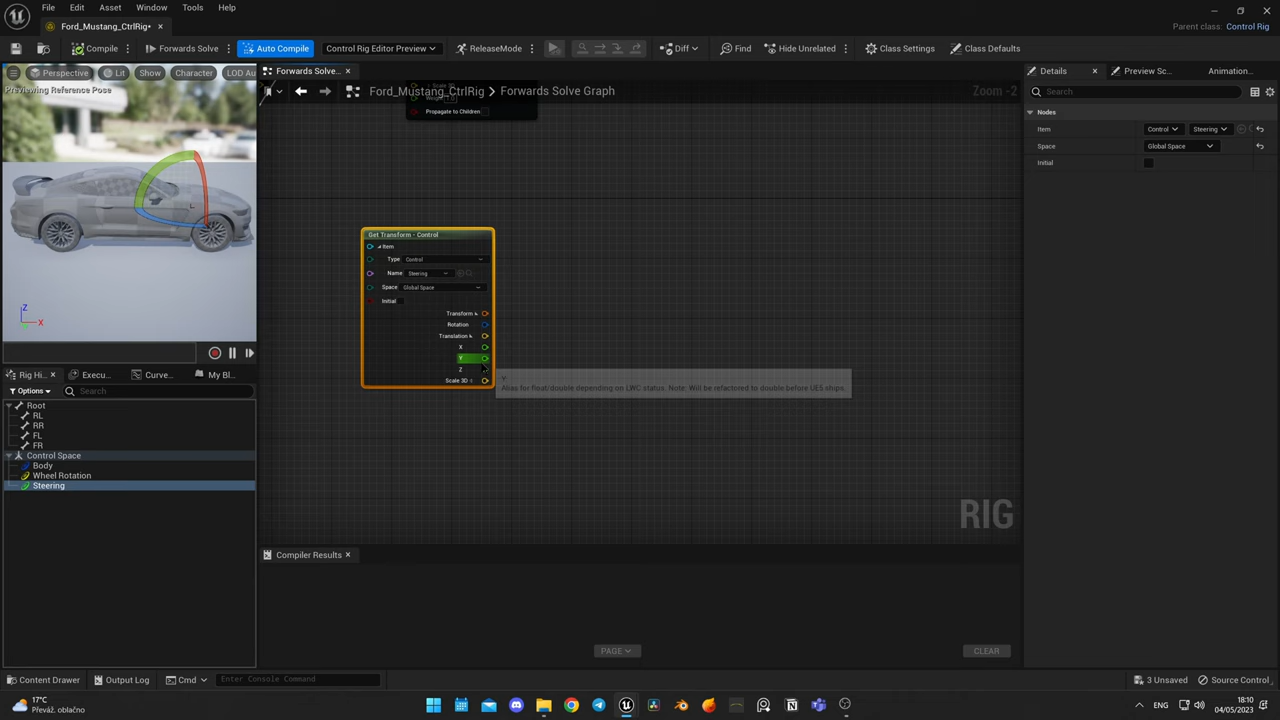 File Edit Asset Window Tools Help
Ford_Mustang_CtrlRig•
Parent class: Control Rig
Compile
Forwards Solve
Auto Compile
Control Rig Editor Preview
ReleaseMode
Diff
Find
Hide Unrelated
Class Settings
Class Defaults
Perspective
Lit
Show
Character
LOD Au
Previewing Reference Pose
Z
X
Rig Hi...
Execu...
Curve...
My Bl...
Options
Search
Root
RL
RR
FL
FR
Control Space
Body
Wheel Rotation
Steering
Forwards Solve...
Ford_Mustang_CtrlRig > Forwards Solve Graph
Zoom -2
Weight 1.0
Propagate to Children
Get Transform - Control
Item
Type Control
Name Steering
Space Global Space
Initial
Transform
Rotation
Translation
X
Y
Z
Scale 3D
Y
Alias for float/double depending on LWC status. Note: Will be refactored to double before UE5 ships.
RIG
Compiler Results
PAGE
CLEAR
Details
Preview Sc...
Animation...
Search
Nodes
Item Control Steering
Space Global Space
Initial
Content Drawer
Output Log
Cmd
Enter Console Command
3 Unsaved
Source Control
17°C
Převáž. oblačno
ENG
18:10
04/05/2023